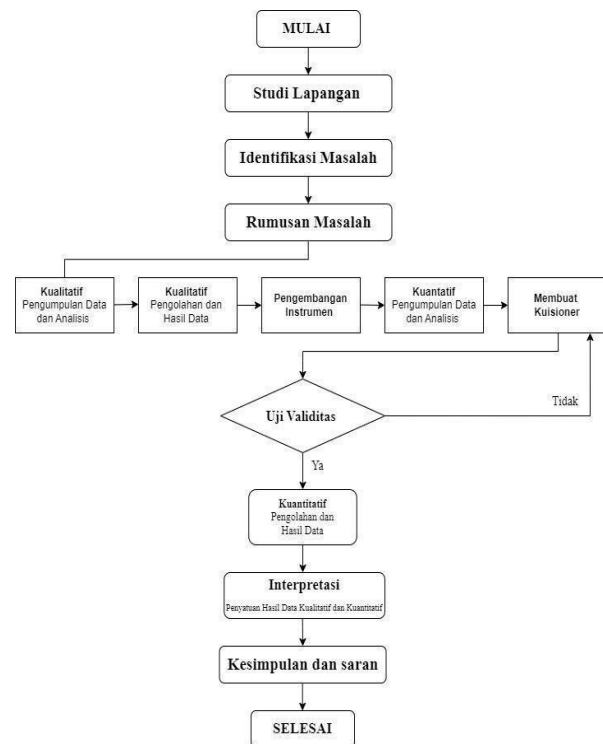 MULAI
Studi Lapangan
Identifikasi Masalah
Rumusan Masalah
Kualitatif
Pengumpulan Data
dan Analisis
Kualitatif
Pengolahan dan
Hasil Data
Pengembangan
Instrumen
Kuantatif
Pengumpulan Data
dan Analisis
Membuat
Kuisioner
Uji Validitas
Tidak
Ya
Kuantitatif
Pengolahan dan
Hasil Data
Interpretasi
Penyatuan Hasil Data Kualitatif dan Kuantitatif
Kesimpulan dan saran
SELESAI